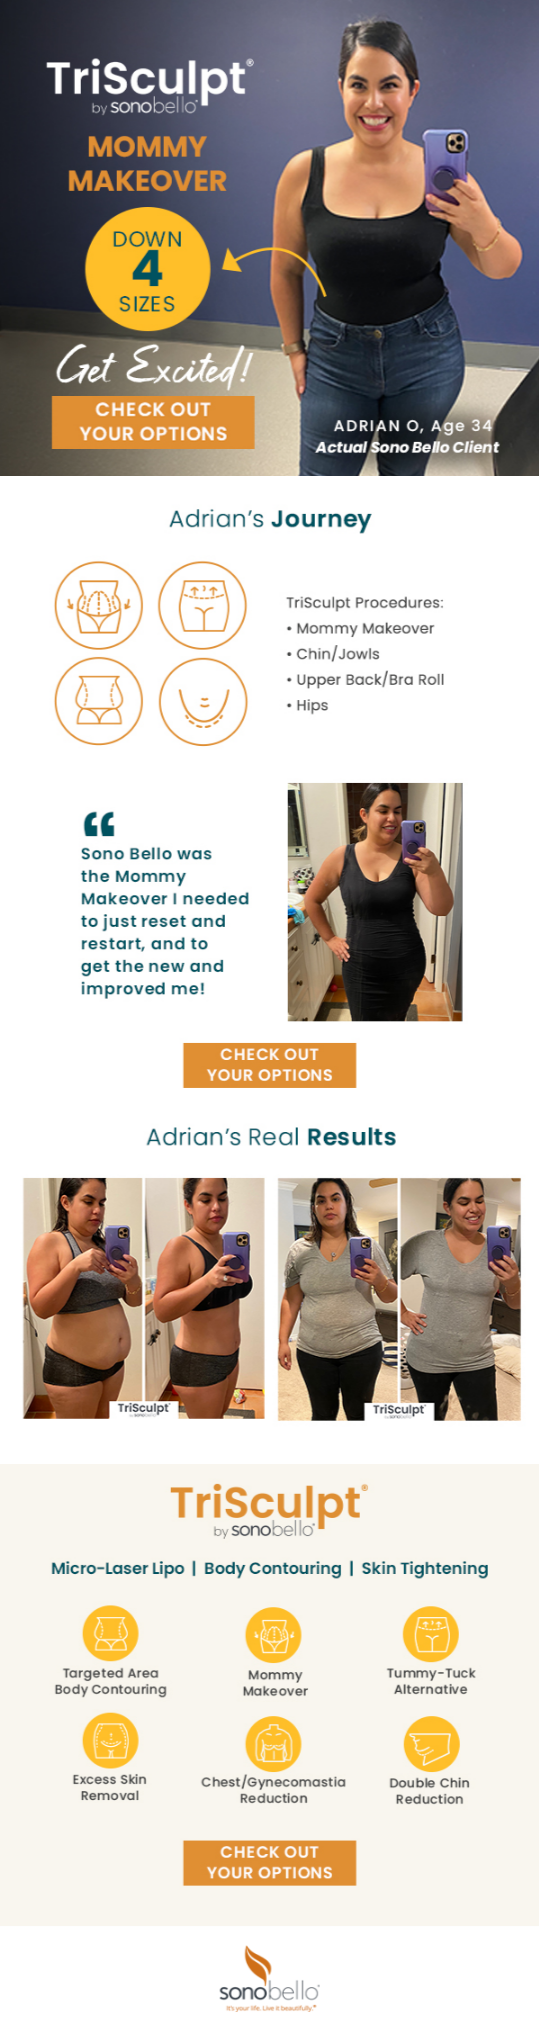 TriSculpt®
by sonobello
MOMMY
MAKEOVER
DOWN
4
SIZES
Get Excited!
CHECK OUT
YOUR OPTIONS
ADRIAN O, Age 34
Actual Sono Bello Client
Adrian's Journey
TriSculpt Procedures:
• Mommy Makeover
• Chin/Jowls
• Upper Back/Bra Roll
• Hips
“
Sono Bello was
the Mommy
Makeover I needed
to just reset and
restart, and to
get the new and
improved me!
CHECK OUT
YOUR OPTIONS
Adrian's Real Results
TriSculpt
by sonobello
TriSculpt
by sonobello
TriSculpt®
by sonobello
Micro-Laser Lipo | Body Contouring | Skin Tightening
Targeted Area
Body Contouring
Mommy
Makeover
Tummy-Tuck
Alternative
Excess Skin
Removal
Chest/Gynecomastia
Reduction
Double Chin
Reduction
CHECK OUT
YOUR OPTIONS
sonobello
It's your life. Live it beautifully.®